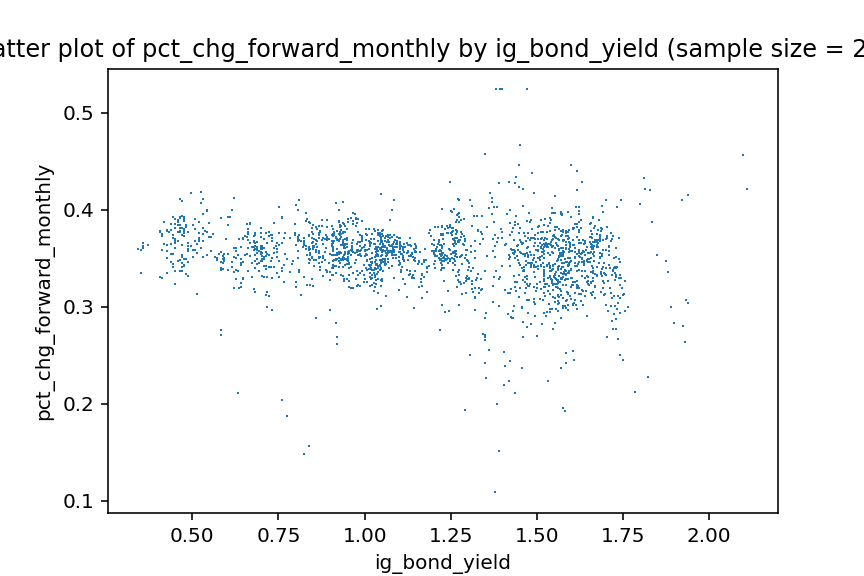 atter plot of pct_chg_forward_monthly by ig_bond_yield (sample size = 2
0.5
0.4
0.3
0.2
0.1
pct_chg_forward_monthly
0.50 0.75 1.00 1.25 1.50 1.75 2.00
ig_bond_yield